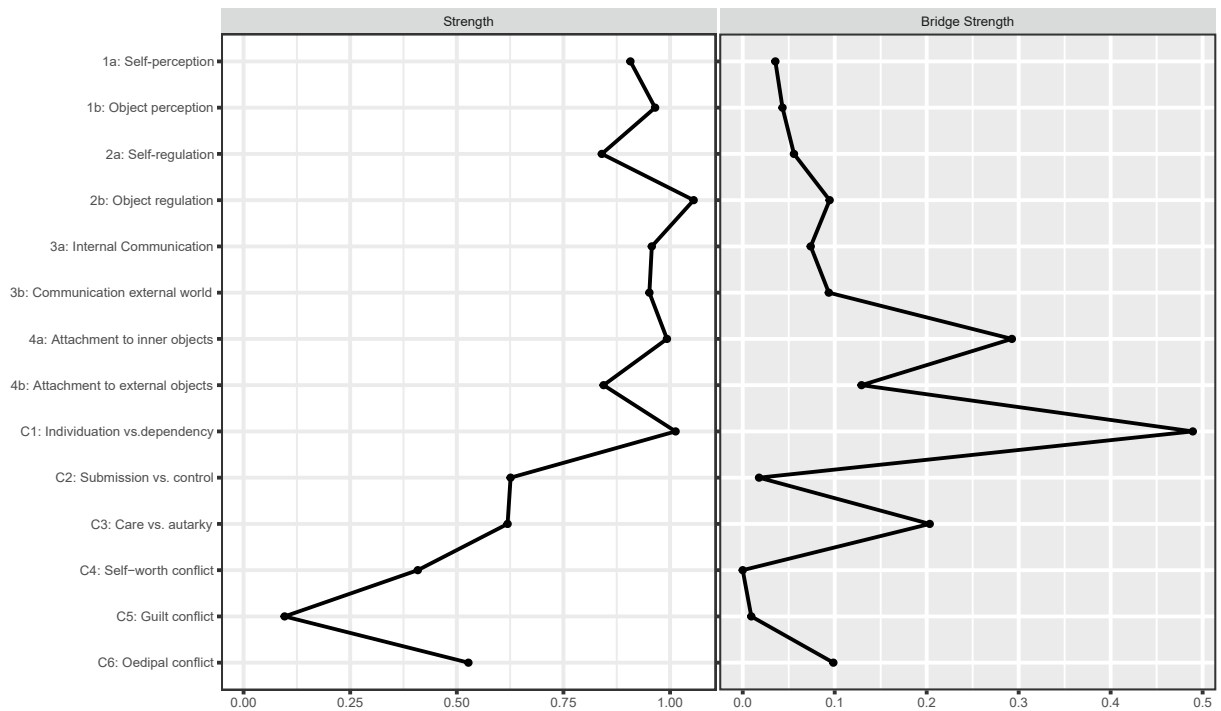 Strength
Bridge Strength
1a: Self-perception
1b: Object perception
2a: Self-regulation
2b: Object regulation
3a: Internal Communication
3b: Communication external world
4a: Attachment to inner objects
4b: Attachment to external objects
C1: Individuation vs.dependency
C2: Submission vs. control
C3: Care vs. autarky
C4: Self−worth conflict
C5: Guilt conflict
C6: Oedipal conflict
0.00 0.25 0.50 0.75 1.00
0.0 0.1 0.2 0.3 0.4 0.5